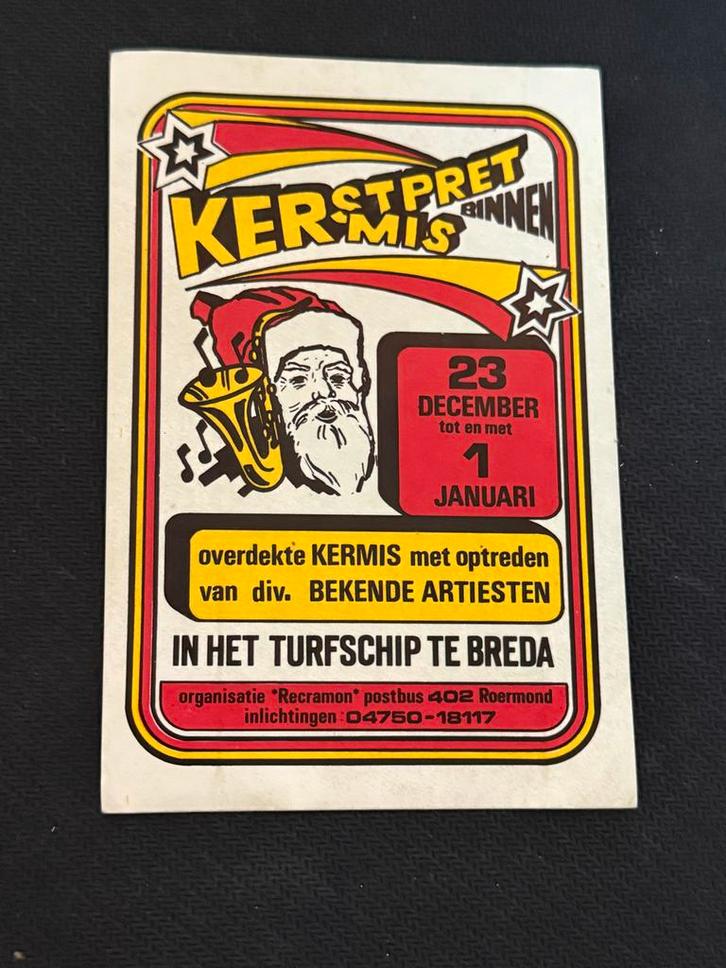 KERSTPRET
KERMIS BINNEN
23
DECEMBER
tot en met
1
JANUARI
overdekte KERMIS met optreden
van div. BEKENDE ARTIESTEN
IN HET TURFSCHIP TE BREDA
organisatie "Recramon" postbus 402 Roermond
inlichtingen : 04750-18117